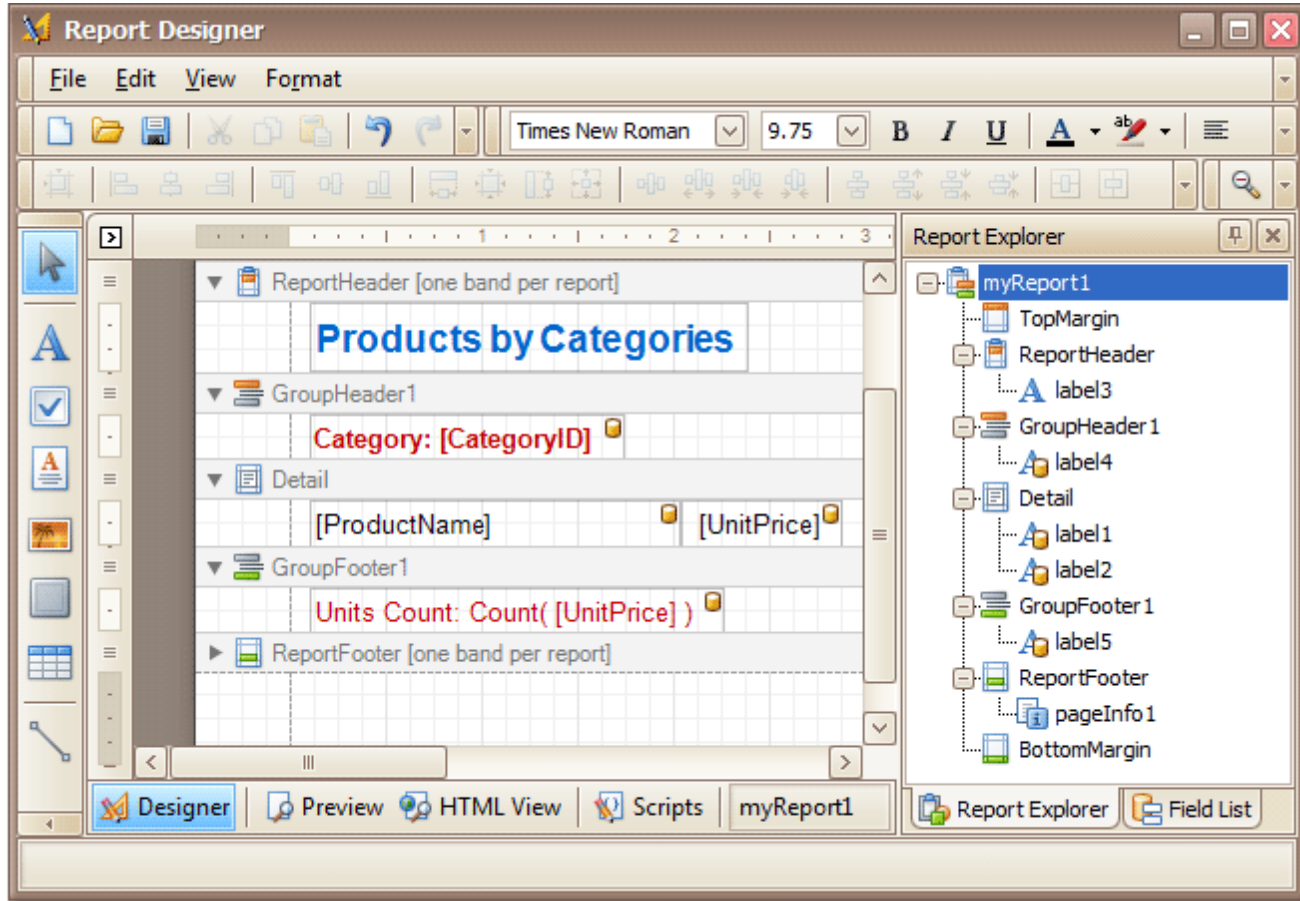 Report Designer
File Edit View Format
Times New Roman 9.75 B I U A ab
1 2 3
Report Explorer
ReportHeader [one band per report]
Products by Categories
GroupHeader1
Category: [CategoryID]
Detail
[ProductName] [UnitPrice]
GroupFooter1
Units Count: Count( [UnitPrice] )
ReportFooter [one band per report]
myReport1
TopMargin
ReportHeader
label3
GroupHeader1
label4
Detail
label1
label2
GroupFooter1
label5
ReportFooter
pageInfo1
BottomMargin
Designer Preview HTML View Scripts myReport1
Report Explorer Field List